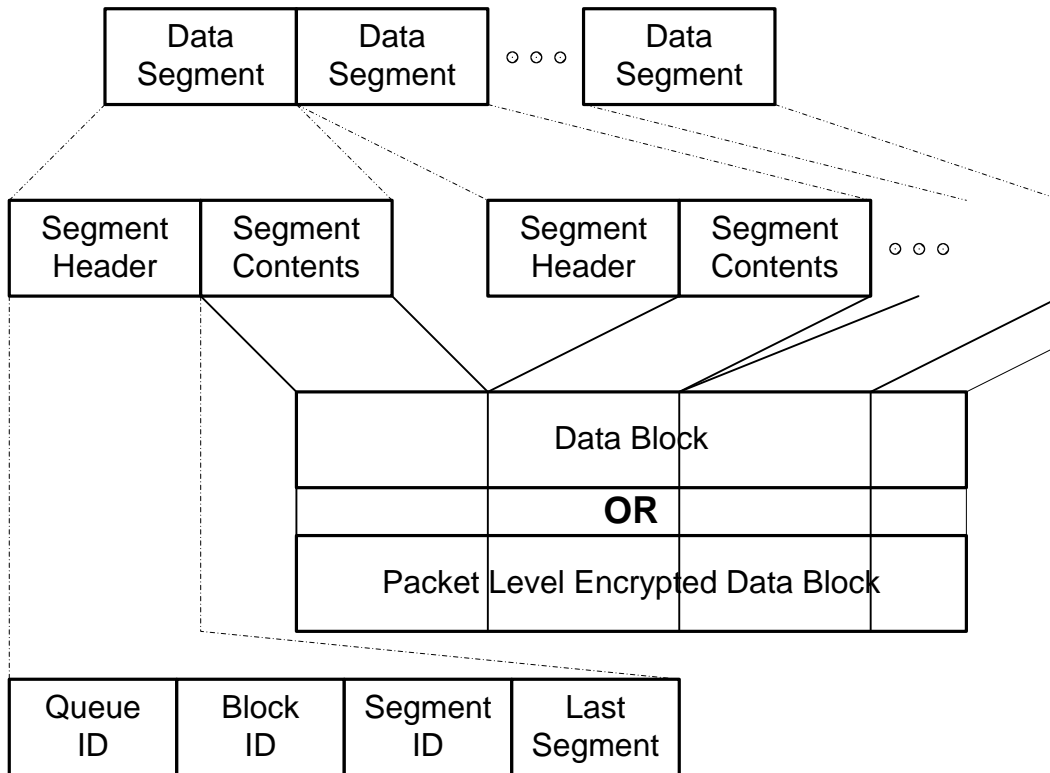 Data Segment
Data Segment
Data Segment
Segment Header
Segment Contents
Segment Header
Segment Contents
Data Block
OR
Packet Level Encrypted Data Block
Queue ID
Block ID
Segment ID
Last Segment